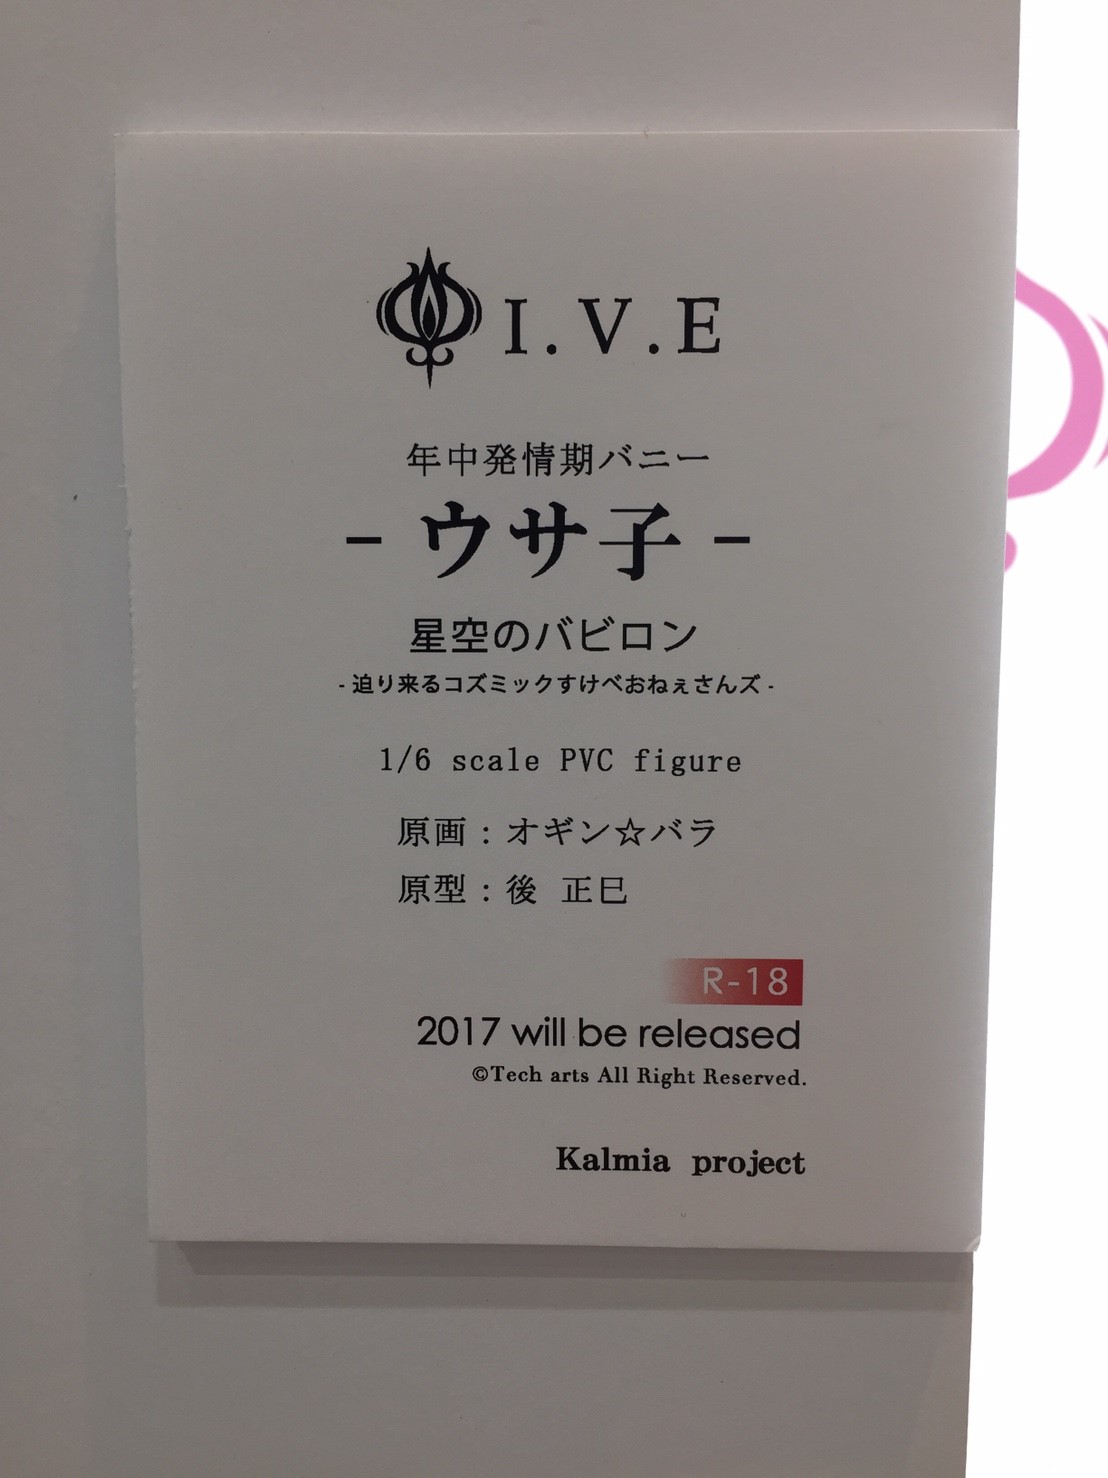 I.V.E
年中発情期バニー
- ウサ子 -
星空のバビロン
- 迫り来るコズミックすけべおねぇさんズ -
1/6 scale PVC figure
原画：オギン☆バラ
原型：後 正巳
R-18
2017 will be released
©Tech arts All Right Reserved.
Kalmia project